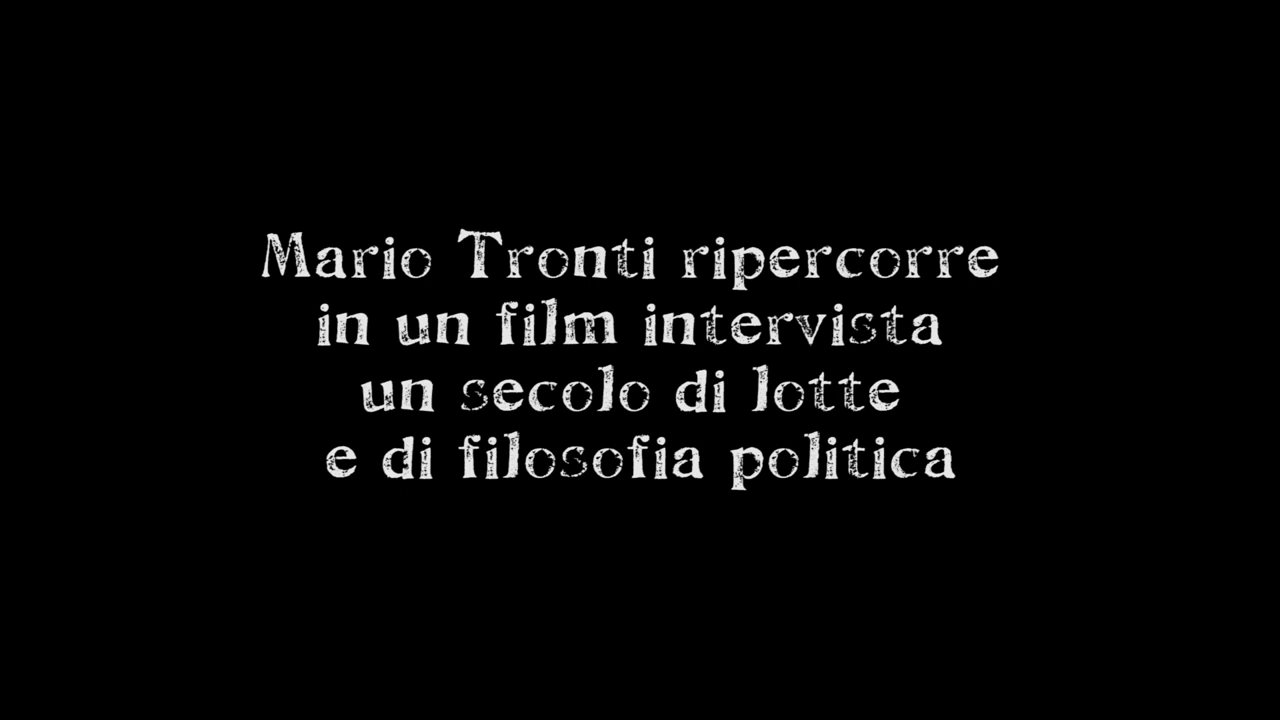 Mario Tronti ripercorre
in un film intervista
un secolo di lotte
e di filosofia politica